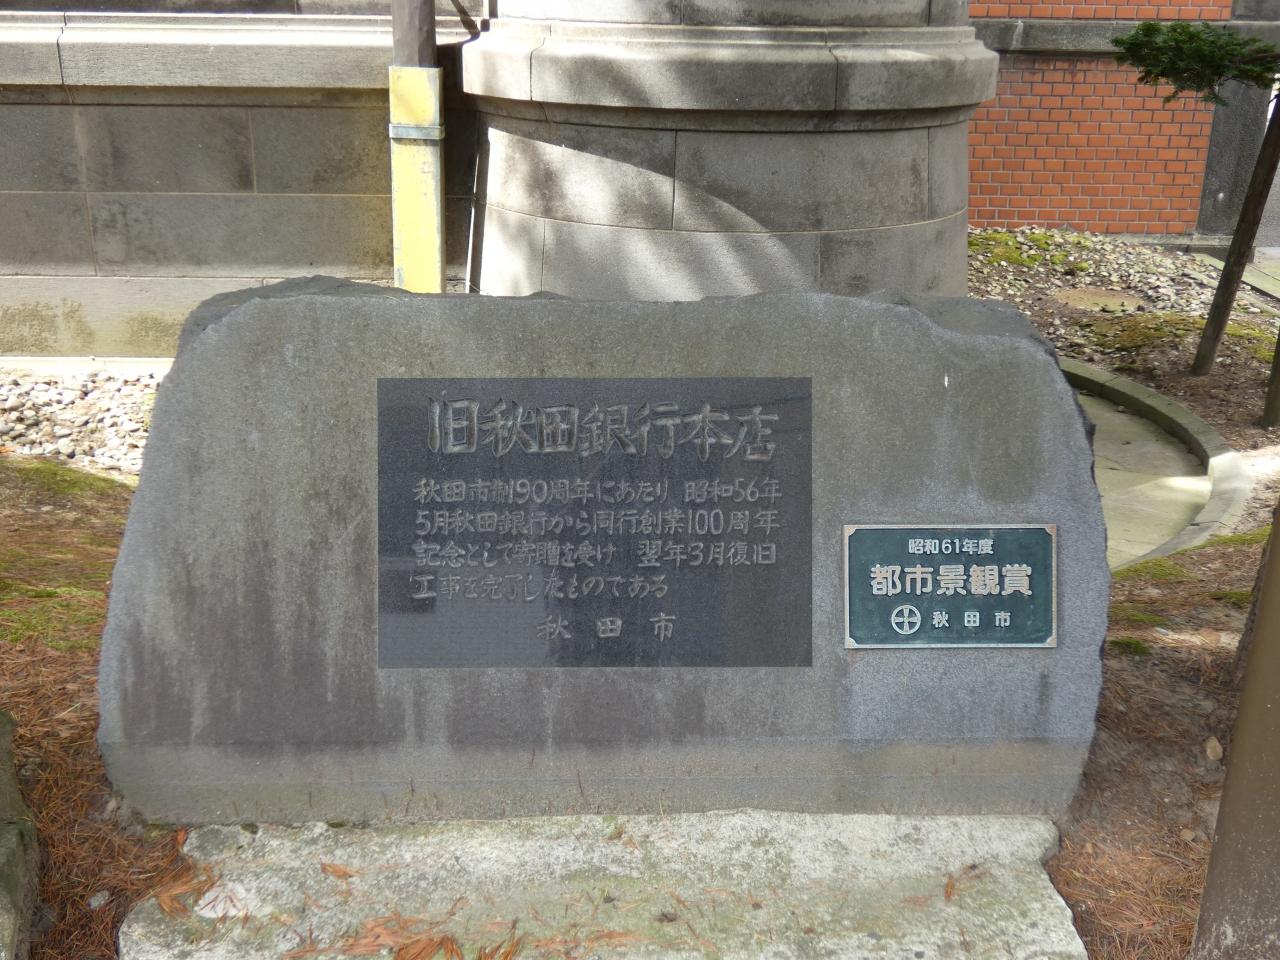 旧秋田銀行本店
秋田市制90周年にあたり 昭和56年
5月秋田銀行から同行創業100周年
記念として寄贈を受け 翌年3月復旧
工事を完了したものである
秋田市
昭和61年度
都市景観賞
秋田市